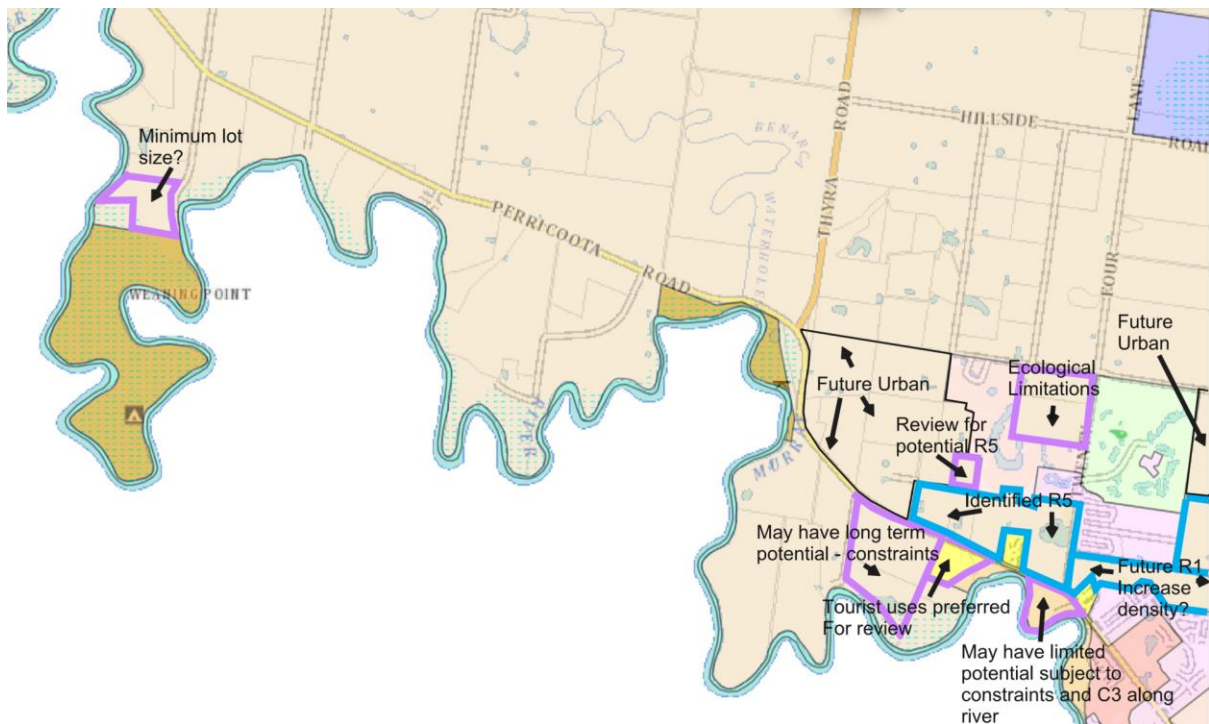 Minimum lot
size?
HILLSIDE
ROAD
LANE
BENARCA
WATERHOLE
THYRA ROAD
PERRICOOTA
ROAD
WEANING POINT
RIVER
MURRAY
FOUR
Future
Urban
Ecological
Limitations
Future Urban
Review for
potential R5
Identified R5
May have long term
potential - constraints
Future R1
Increase
density?
Tourist uses preferred
For review
May have limited
potential subject to
constraints and C3 along
river